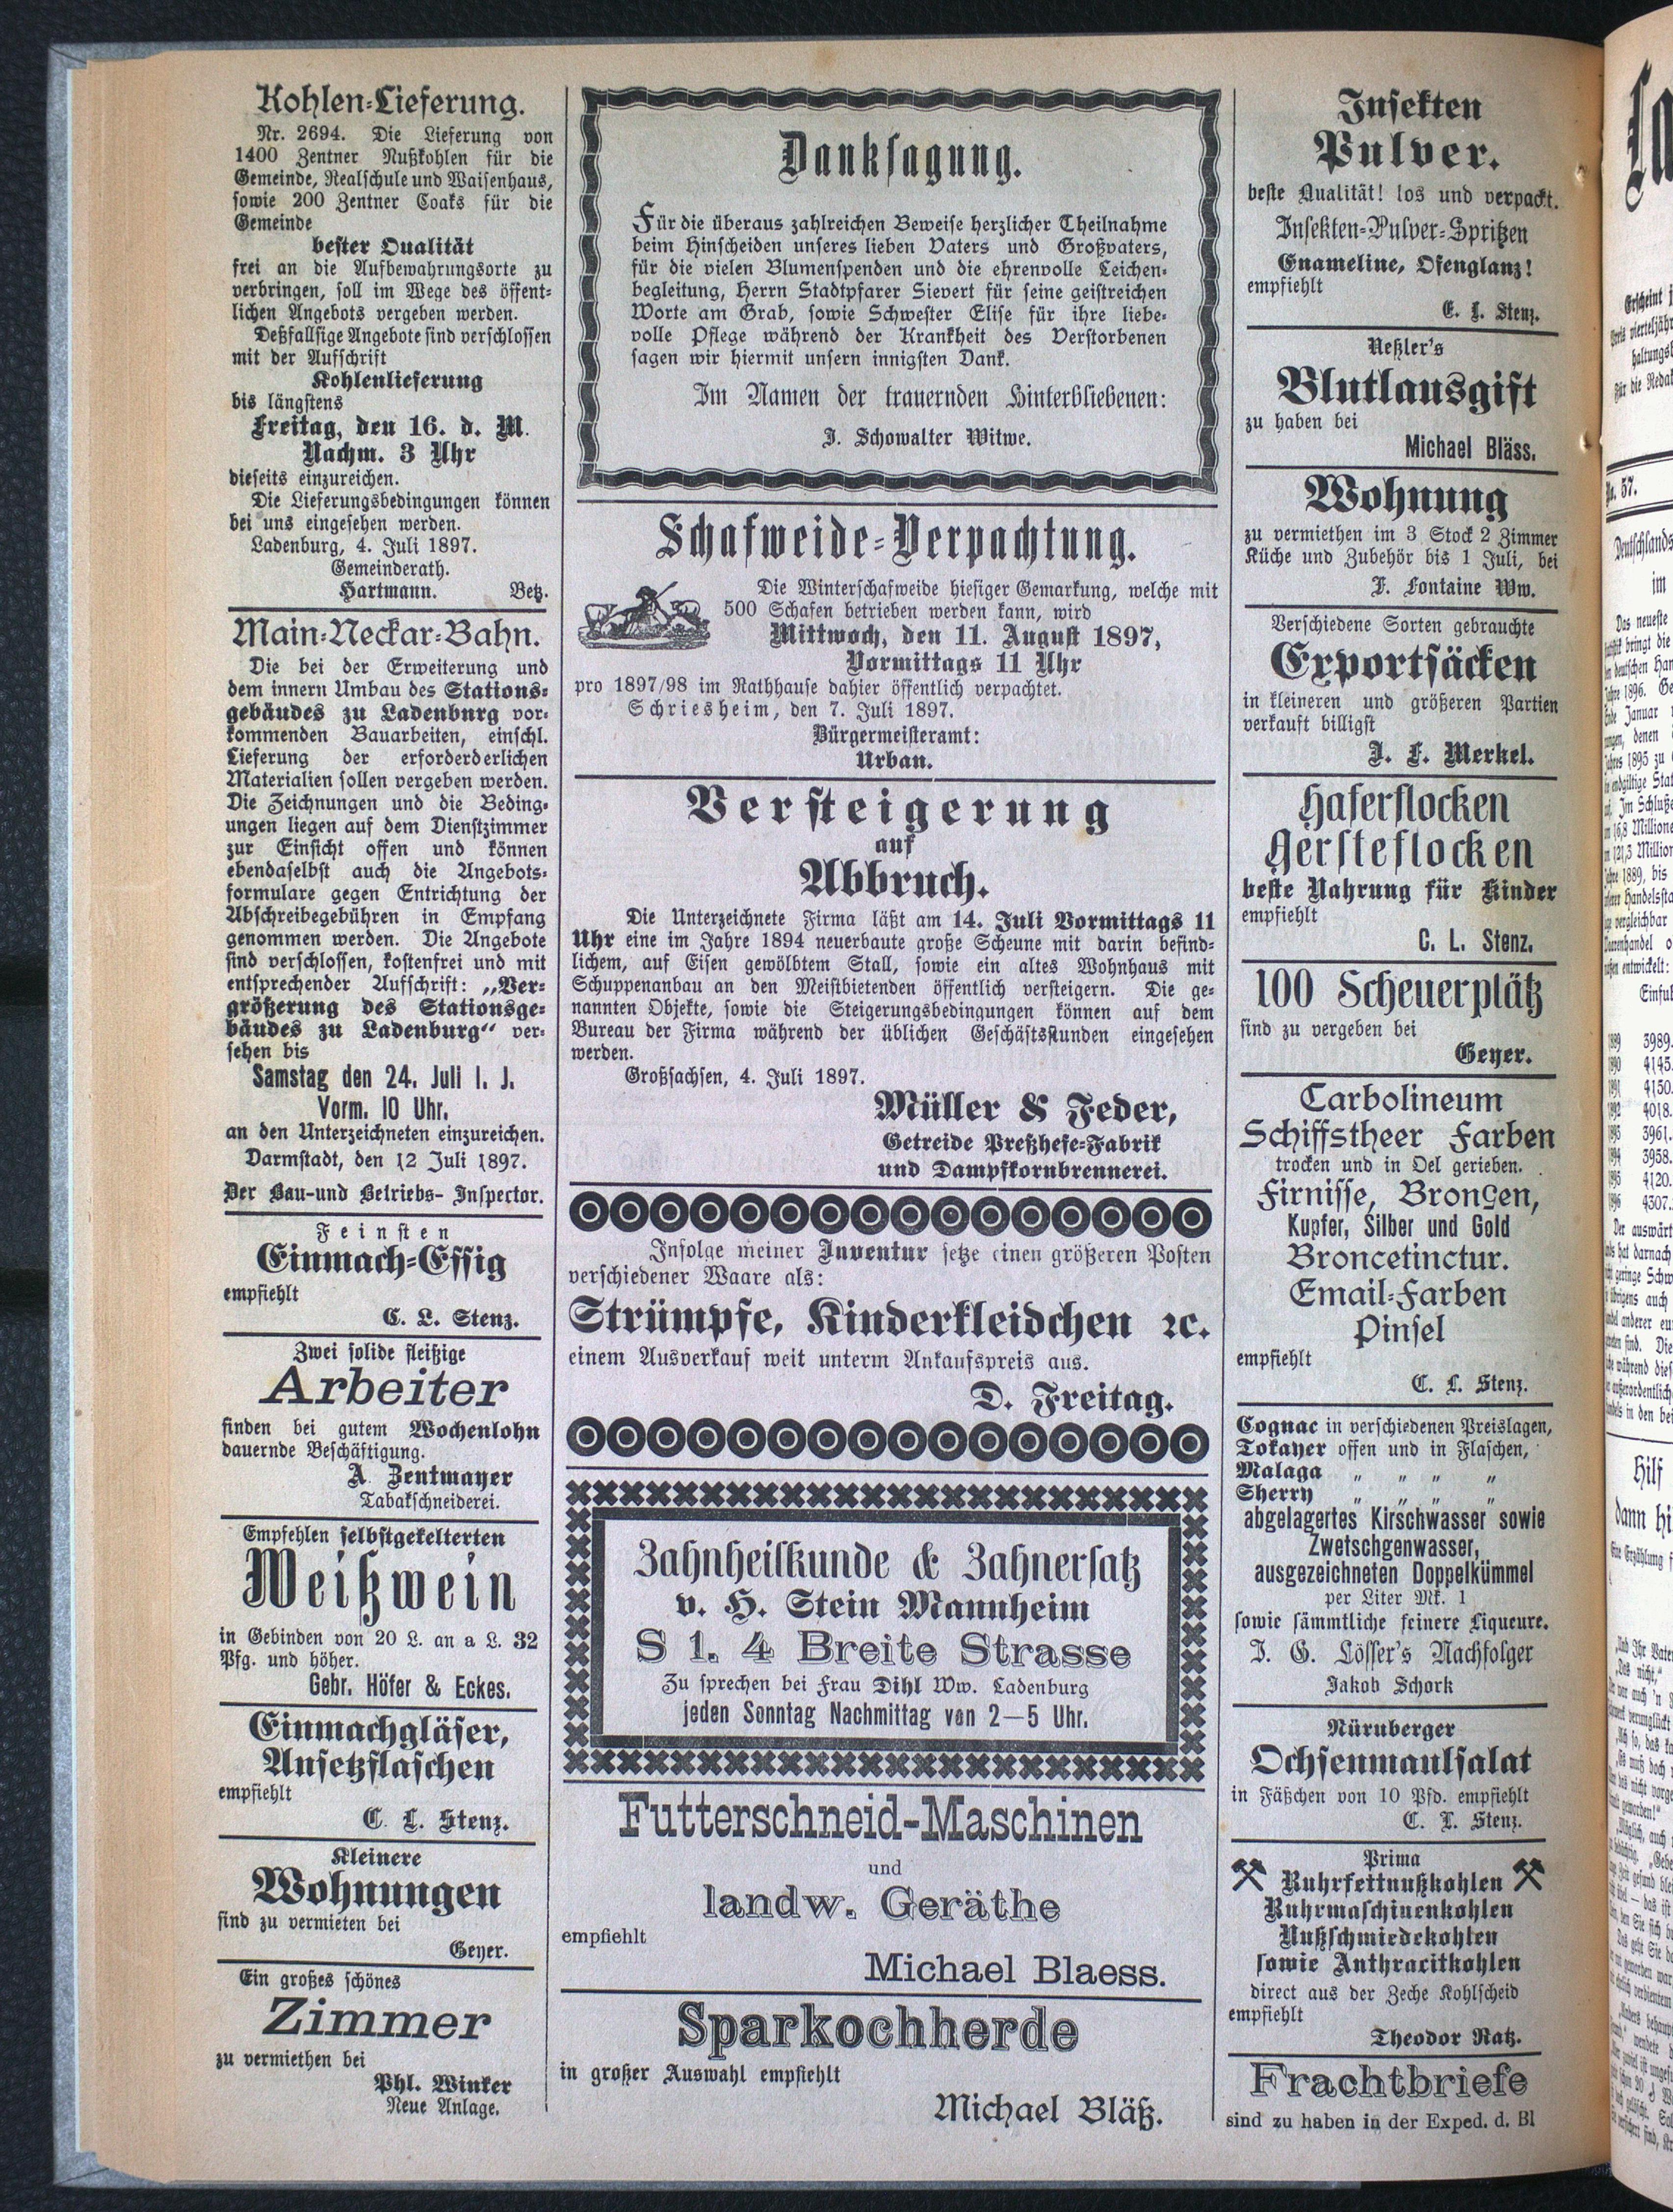 Kohlen-Lieferung.
Nr. 2694. Die Lieferung von
1400 Zentner Nußkohlen für die
Gemeinde, Realschule und Waisenhaus,
sowie 200 Zentner Coaks für die
Gemeinde
bester Qualität
frei an die Aufbewahrungsorte zu
verbringen, soll im Wege des öffent-
lichen Angebots vergeben werden.
Deßfallsige Angebote sind verschlossen
mit der Aufschrift
Kohlenlieferung
bis längstens
Freitag, den 16. d. M.
Nachm. 3 Uhr
dieseits einzureichen.
Die Lieferungsbedingungen können
bei uns eingesehen werden.
Ladenburg, 4. Juli 1897.
Gemeinderath.
Hartmann. Betz.
Main-Neckar-Bahn.
Die bei der Erweiterung und
dem innern Umbau des Stations-
gebäudes zu Ladenburg vor-
kommenden Bauarbeiten, einschl.
Lieferung der erforderderlichen
Materialien sollen vergeben werden.
Die Zeichnungen und die Beding-
ungen liegen auf dem Dienstzimmer
zur Einsicht offen und können
ebendaselbst auch die Angebots-
formulare gegen Entrichtung der
Abschreibegebühren in Empfang
genommen werden. Die Angebote
sind verschlossen, kostenfrei und mit
entsprechender Aufschrift: „Ver-
größerung des Stationsge-
bäudes zu Ladenburg“ ver-
sehen bis
Samstag den 24. Juli l. J.
Vorm. 10 Uhr.
an den Unterzeichneten einzureichen.
Darmstadt, den 12 Juli 1897.
Der Bau-und Betriebs- Inspector.
Feinsten
Einmach-Essig
empfiehlt
C. L. Stenz.
Zwei solide fleißige
Arbeiter
finden bei gutem Wochenlohn
dauernde Beschäftigung.
A Zentmayer
Tabakschneiderei.
Empfehlen selbstgekelterten
Weißwein
in Gebinden von 20 L. an a L. 32
Pfg. und höher.
Gebr. Höfer & Eckes.
Einmachgläser,
Ansetzflaschen
empfiehlt
C. L. Stenz.
Kleinere
Wohnungen
sind zu vermieten bei
Geyer.
Ein großes schönes
Zimmer
zu vermiethen bei
Phl. Winker
Neue Anlage.
Danksagung.
Für die überaus zahlreichen Beweise herzlicher Theilnahme
beim Hinscheiden unseres lieben Vaters und Großvaters,
für die vielen Blumenspenden und die ehrenvolle Leichen-
begleitung, Herrn Stadtpfarer Sievert für seine geistreichen
Worte am Grab, sowie Schwester Elise für ihre liebe-
volle Pflege während der Krankheit des Verstorbenen
sagen wir hiermit unsern innigsten Dank.
Im Namen der trauernden Hinterbliebenen:
J. Schowalter Witwe.
Schafweide-Verpachtung.
Die Winterschafweide hiesiger Gemarkung, welche mit
500 Schafen betrieben werden kann, wird
Mittwoch, den 11. August 1897,
Vormittags 11 Uhr
pro 1897/98 im Rathhause dahier öffentlich verpachtet.
Schriesheim, den 7. Juli 1897.
Bürgermeisteramt:
Urban.
Versteigerung
auf
Abbruch.
Die Unterzeichnete Firma läßt am 14. Juli Vormittags 11
Uhr eine im Jahre 1894 neuerbaute große Scheune mit darin befind-
lichem, auf Eisen gewölbtem Stall, sowie ein altes Wohnhaus mit
Schuppenanbau an den Meistbietenden öffentlich versteigern. Die ge-
nannten Objekte, sowie die Steigerungsbedingungen können auf dem
Bureau der Firma während der üblichen Geschäftsstunden eingesehen
werden.
Großsachsen, 4. Juli 1897.
Müller & Feder,
Getreide Preßhefe-Fabrik
und Dampfkornbrennerei.
Infolge meiner Inventur setze einen größeren Posten
verschiedener Waare als:
Strümpfe, Kinderkleidchen ꝛc.
einem Ausverkauf weit unterm Ankaufspreis aus.
D. Freitag.
Zahnheilkunde & Zahnersatz
v. H. Stein Mannheim
S 1. 4 Breite Strasse
Zu sprechen bei Frau Dihl Ww. Ladenburg
jeden Sonntag Nachmittag von 2—5 Uhr.
Futterschneid-Maschinen
und
landw. Geräthe
empfiehlt
Michael Blaess.
Sparkochherde
in großer Auswahl empfiehlt
Michael Bläß.
Insekten
Pulver.
beste Qualität! los und verpackt.
Insekten-Pulver-Spritzen
Enameline, Ofenglanz!
empfiehlt
C. L. Stenz.
Neßler's
Blutlausgift
zu haben bei
Michael Bläss.
Wohnung
zu vermiethen im 3 Stock 2 Zimmer
Küche und Zubehör bis 1 Juli, bei
F. Fontaine Ww.
Verschiedene Sorten gebrauchte
Exportsäcken
in kleineren und größeren Partien
verkauft billigst
J. F. Merkel.
Haferflocken
Gersteflocken
beste Nahrung für Kinder
empfiehlt
C. L. Stenz.
100 Scheuerplätz
sind zu vergeben bei
Geyer.
Carbolineum
Schiffstheer Farben
trocken und in Oel gerieben.
Firnisse, Broncen,
Kupfer, Silber und Gold
Broncetinctur.
Email-Farben
Pinsel
empfiehlt
C. L. Stenz.
Cognac in verschiedenen Preislagen,
Tokayer offen und in Flaschen,
Malaga „ „ „ „
Sherry „ „ „ „
abgelagertes Kirschwasser sowie
Zwetschgenwasser,
ausgezeichneten Doppelkümmel
per Liter Mk. 1
sowie sämmtliche feinere Liqueure.
J. G. Löffer's Nachfolger
Jakob Schork
Nürnberger
Ochsenmaulsalat
in Fäßchen von 10 Pfd. empfiehlt
C. L. Stenz.
Prima
Ruhrfettnußkohlen
Ruhrmaschinenkohlen
Nußschmiedekohlen
sowie Anthracitkohlen
direct aus der Zeche Kohlscheid
empfiehlt
Theodor Katz.
Frachtbriefe
sind zu haben in der Exped. d. Bl